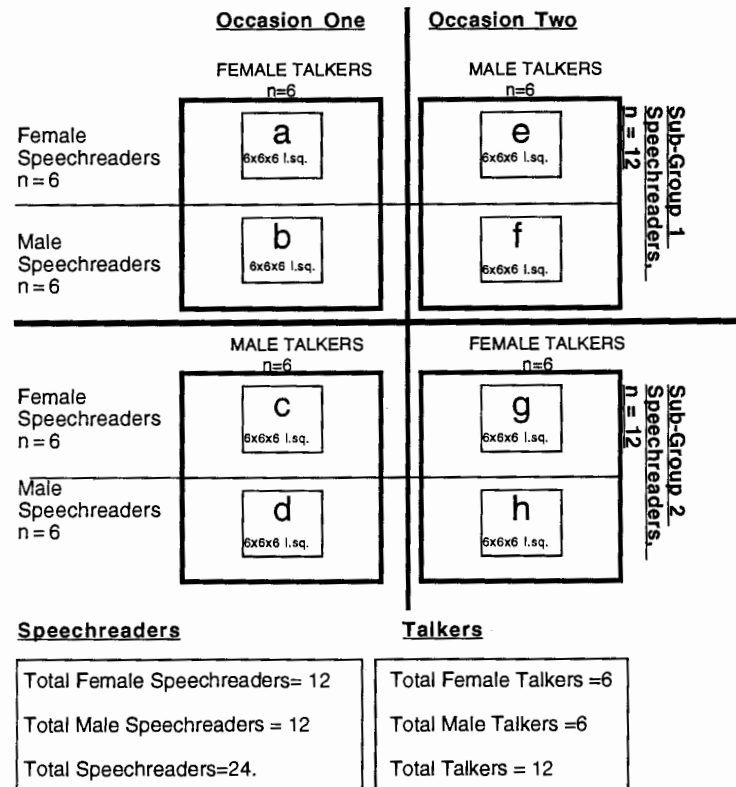 Occasion One
Occasion Two
FEMALE TALKERS
n=6
MALE TALKERS
n=6
Female
Speechreaders
n=6
a
6x6x6 l.sq.
e
6x6x6 l.sq.
Sub-Group 1
Speechreaders,
n = 12
Male
Speechreaders
n=6
b
6x6x6 l.sq.
f
6x6x6 l.sq.
MALE TALKERS
n=6
FEMALE TALKERS
n=6
Female
Speechreaders
n=6
c
6x6x6 l.sq.
g
6x6x6 l.sq.
Sub-Group 2
Speechreaders,
n = 12
Male
Speechreaders
n=6
d
6x6x6 l.sq.
h
6x6x6 l.sq.
Speechreaders
Total Female Speechreaders= 12
Total Male Speechreaders = 12
Total Speechreaders=24.
Talkers
Total Female Talkers =6
Total Male Talkers =6
Total Talkers = 12